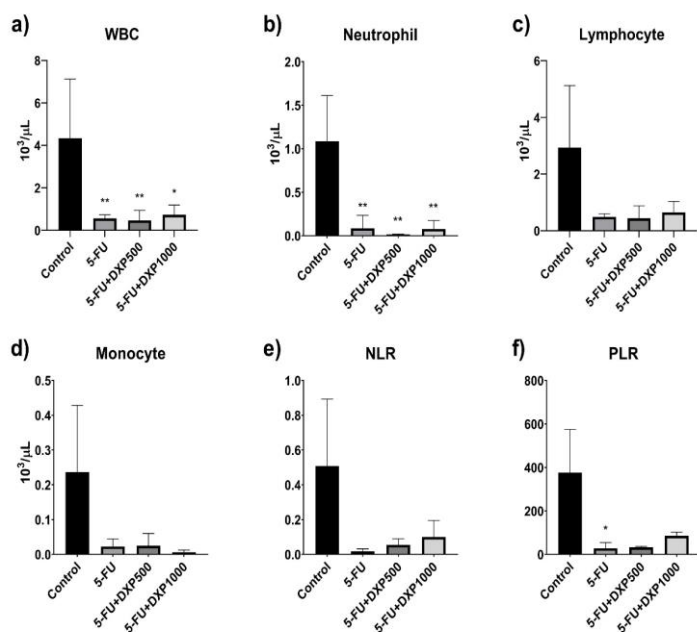 a) WBC
10³/μL
8
6
4
2
0
**
**
*
Control
5-FU
5-FU+DXP500
5-FU+DXP1000
b) Neutrophil
10³/μL
2.0
1.5
1.0
0.5
0.0
**
**
**
Control
5-FU
5-FU+DXP500
5-FU+DXP1000
c) Lymphocyte
10³/μL
6
4
2
0
Control
5-FU
5-FU+DXP500
5-FU+DXP1000
d) Monocyte
10³/μL
0.5
0.4
0.3
0.2
0.1
0.0
Control
5-FU
5-FU+DXP500
5-FU+DXP1000
e) NLR
1.0
0.8
0.6
0.4
0.2
0.0
Control
5-FU
5-FU+DXP500
5-FU+DXP1000
f) PLR
800
600
400
200
0
*
Control
5-FU
5-FU+DXP500
5-FU+DXP1000